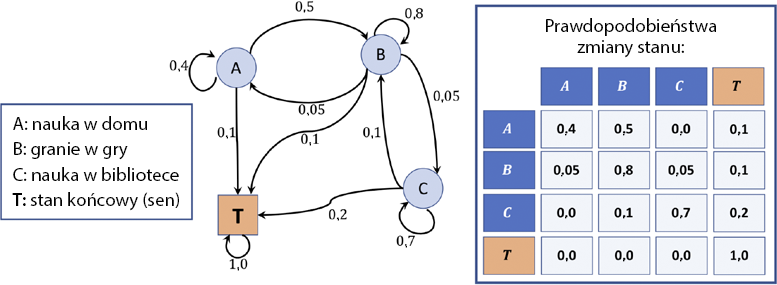 A: nauka w domu
B: granie w gry
C: nauka w bibliotece
T: stan końcowy (sen)
0,5
0,8
0,4
A
B
0,05
0,05
0,1
0,1
0,1
C
T
0,2
0,7
1,0
Prawdopodobieństwa
zmiany stanu:
A B C T
A 0,4 0,5 0,0 0,1
B 0,05 0,8 0,05 0,1
C 0,0 0,1 0,7 0,2
T 0,0 0,0 0,0 1,0